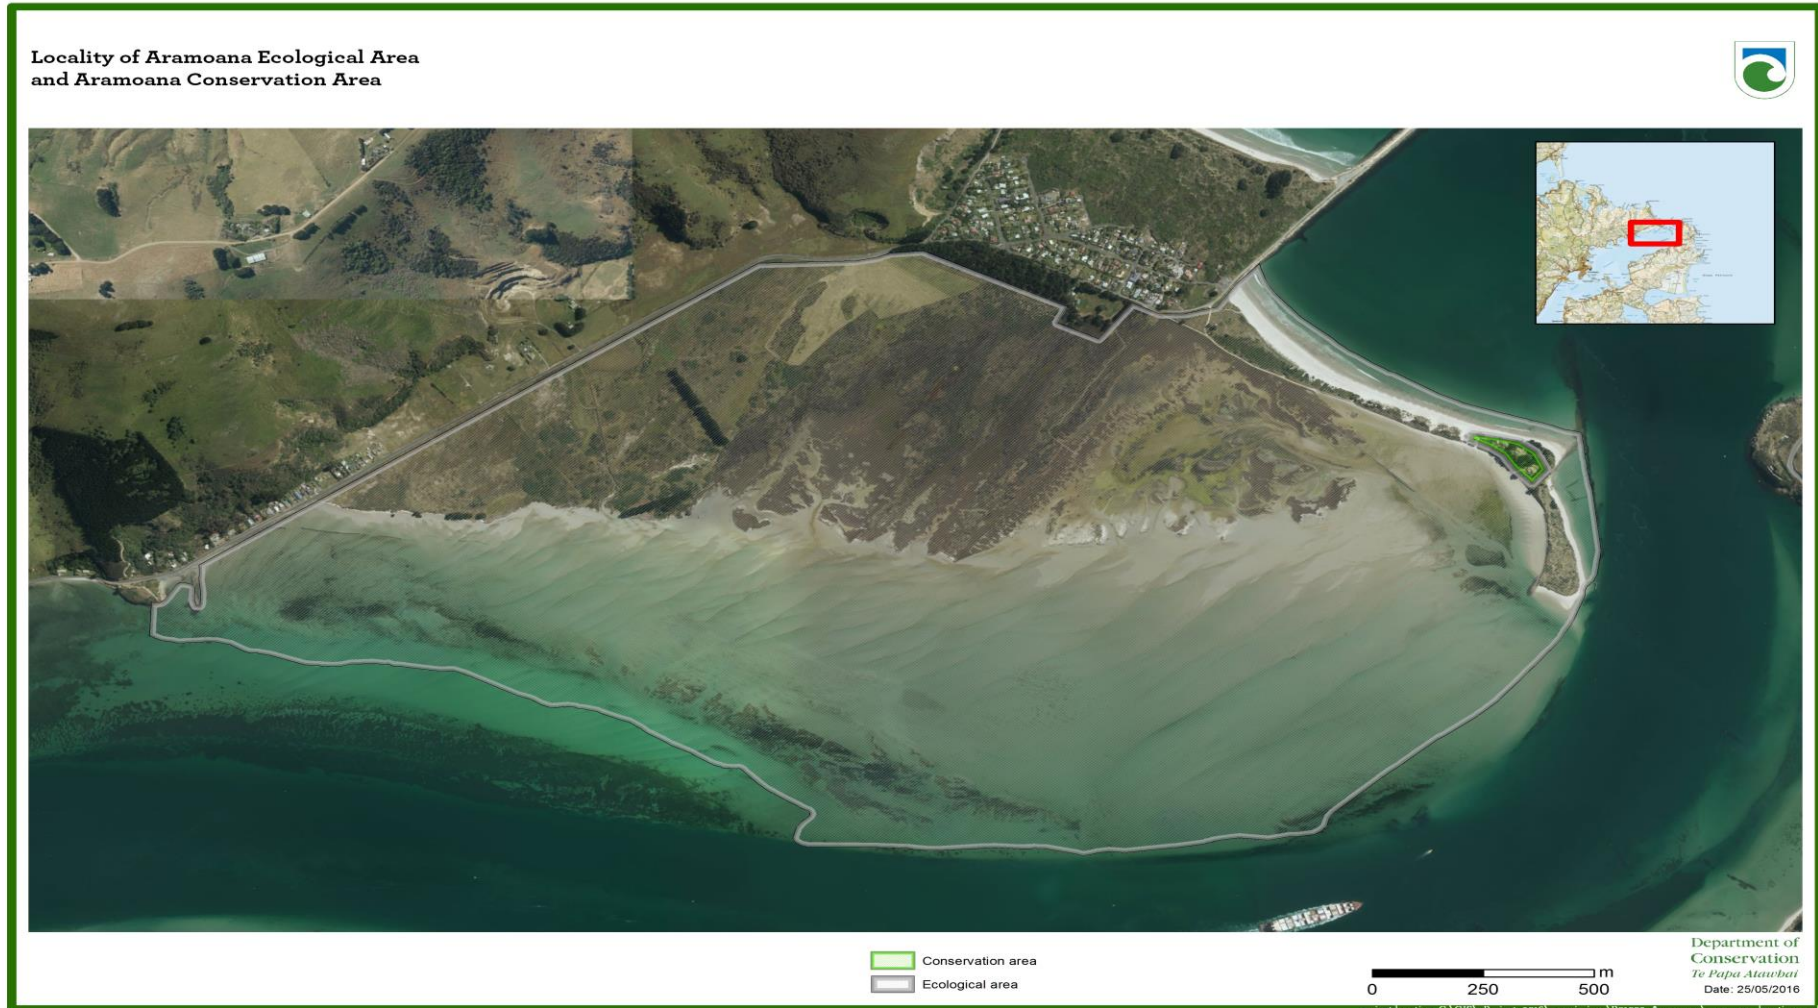 Locality of Aramoana Ecological Area
and Aramoana Conservation Area
Conservation area
Ecological area
0 250 500 m
Department of
Conservation
Te Papa Atawhai
Date: 25/05/2016